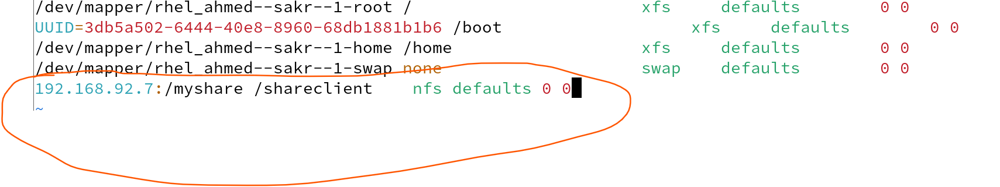 /dev/mapper/rhel_ahmed--sakr--1-root / xfs defaults 0 0
UUID=3db5a502-6444-40e8-8960-68db1881b1b6 /boot xfs defaults 0 0
/dev/mapper/rhel_ahmed--sakr--1-home /home xfs defaults 0 0
/dev/mapper/rhel_ahmed--sakr--1-swap none swap defaults 0 0
192.168.92.7:/myshare /shareclient nfs defaults 0 0
~